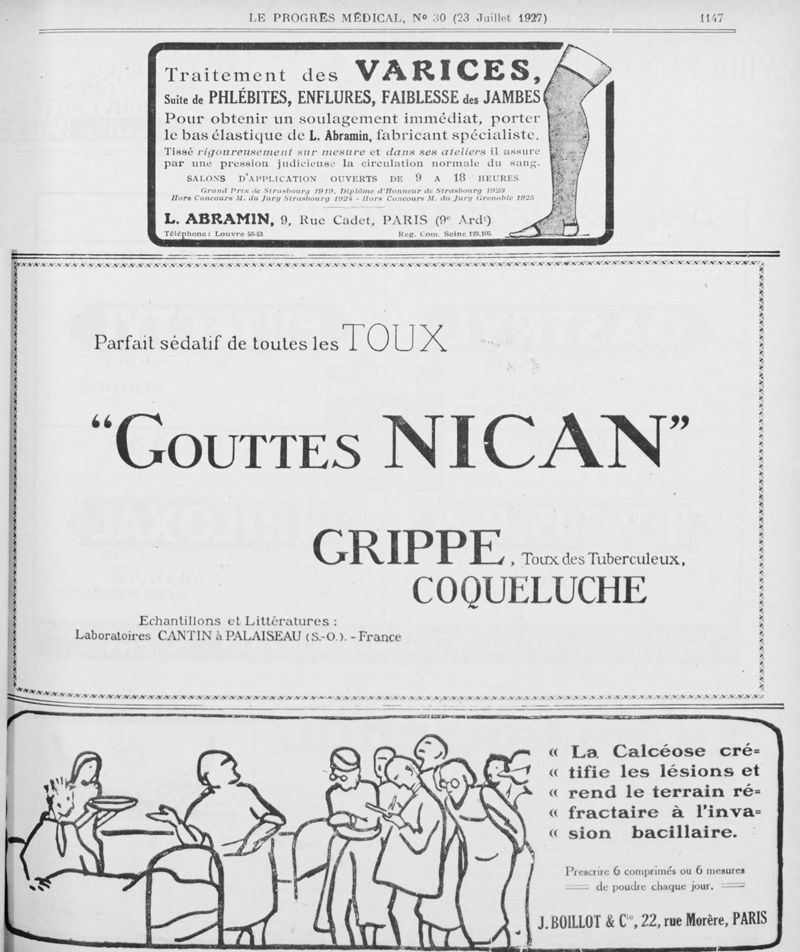 LE PROGRÈS MÉDICAL, N° 30 (23 Juillet 1927) 1147
Traitement des VARICES,
Suite de PHLÉBITES, ENFLURES, FAIBLESSE des JAMBES
Pour obtenir un soulagement immédiat, porter
le bas élastique de L. Abramin, fabricant spécialiste.
Tissé rigoureusement sur mesure et dans ses ateliers il assure
par une pression judicieuse la circulation normale du sang.
SALONS D'APPLICATION OUVERTS DE 9 A 18 HEURES
Grand Prix de Strasbourg 1919, Diplôme d'Honneur de Strasbourg 1923
Hors Concours M. du Jury Strasbourg 1924 - Hors Concours M. du Jury Grenoble 1925
L. ABRAMIN, 9, Rue Cadet, PARIS (9e Ardt)
Téléphone : Louvre 48-43 Reg. Com. Seine 128.105
Parfait sédatif de toutes les TOUX
“GOUTTES NICAN”
GRIPPE, Toux des Tuberculeux,
COQUELUCHE
Echantillons et Littératures :
Laboratoires CANTIN à PALAISEAU (S.-O.). - France
« La Calcéose cré=
« tifie les lésions et
« rend le terrain ré=
« fractaire à l'inva=
« sion bacillaire.
Prescrire 6 comprimés ou 6 mesures
de poudre chaque jour.
J. BOILLOT & Cie, 22, rue Morère, PARIS